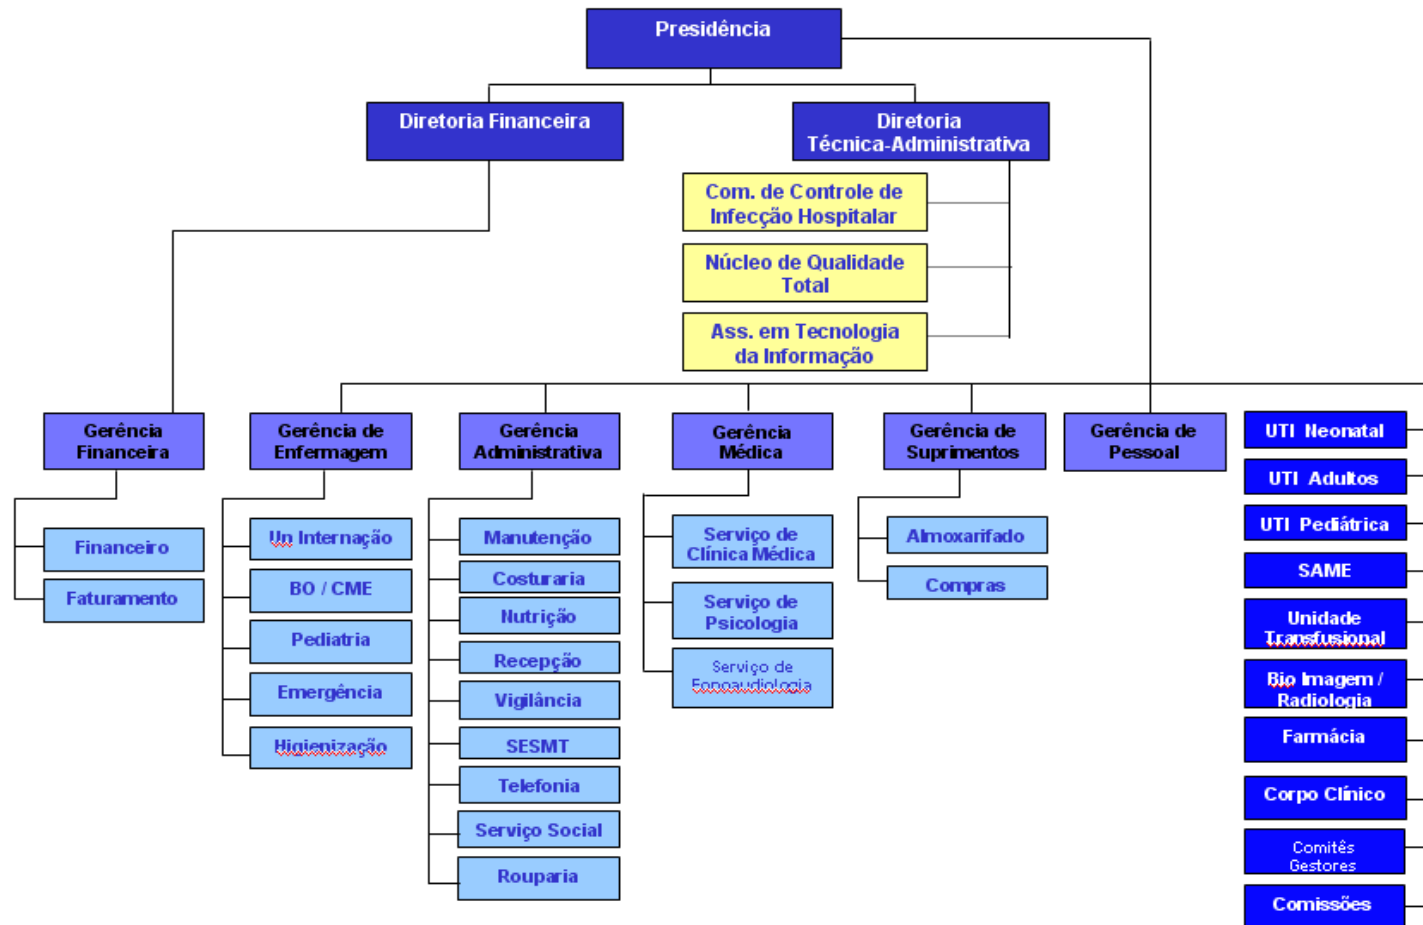 Presidência
Diretoria Financeira
Diretoria
Técnica-Administrativa
Com. de Controle de
Infecção Hospitalar
Núcleo de Qualidade
Total
Ass. em Tecnologia
da Informação
Gerência
Financeira
Gerência de
Enfermagem
Gerência
Administrativa
Gerência
Médica
Gerência de
Suprimentos
Gerência de
Pessoal
Financeiro
Faturamento
Un Internação
BO / CME
Pediatria
Emergência
Higienização
Manutenção
Costuraria
Nutrição
Recepção
Vigilância
SESMT
Telefonia
Serviço Social
Rouparia
Serviço de
Clínica Médica
Serviço de
Psicologia
Serviço de
Fonoaudiologia
Almoxarifado
Compras
UTI Neonatal
UTI Adultos
UTI Pediátrica
SAME
Unidade
Transfusional
Bio Imagem /
Radiologia
Farmácia
Corpo Clínico
Comitês
Gestores
Comissões